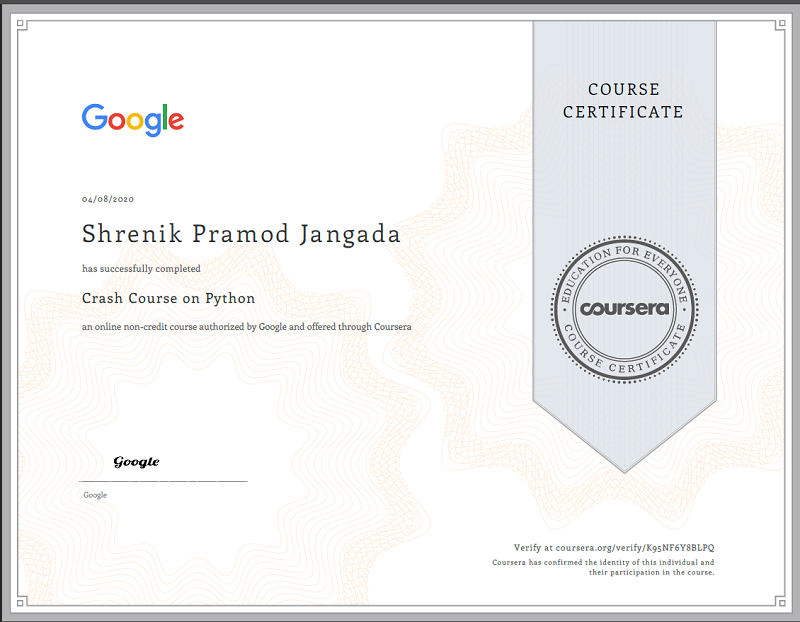 COURSE
CERTIFICATE
Google
04/08/2020
Shrenik Pramod Jangada
has successfully completed
Crash Course on Python
an online non-credit course authorized by Google and offered through Coursera
EDUCATION FOR EVERYONE
coursera
COURSE CERTIFICATE
Google
Google
Verify at coursera.org/verify/K95NF6Y8BLPQ
Coursera has confirmed the identity of this individual and
their participation in the course.